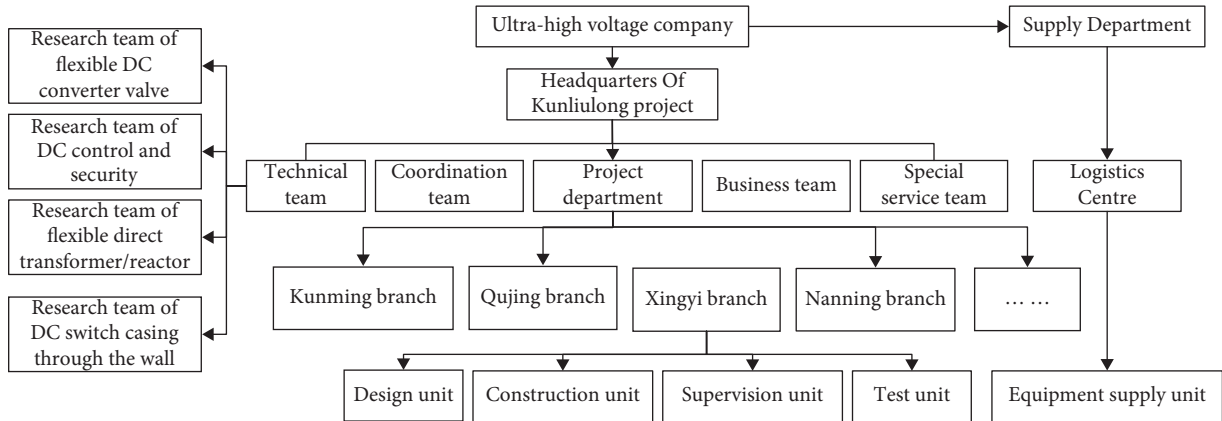 Ultra-high voltage company
Supply Department
Headquarters Of
Kunliulong project
Research team of
flexible DC
converter valve
Research team of
DC control and
security
Research team of
flexible direct
transformer/reactor
Research team of
DC switch casing
through the wall
Technical
team
Coordination
team
Project
department
Business team
Special
service team
Logistics
Centre
Kunming branch
Qujing branch
Xingyi branch
Nanning branch
... ...
Design unit
Construction unit
Supervision unit
Test unit
Equipment supply unit